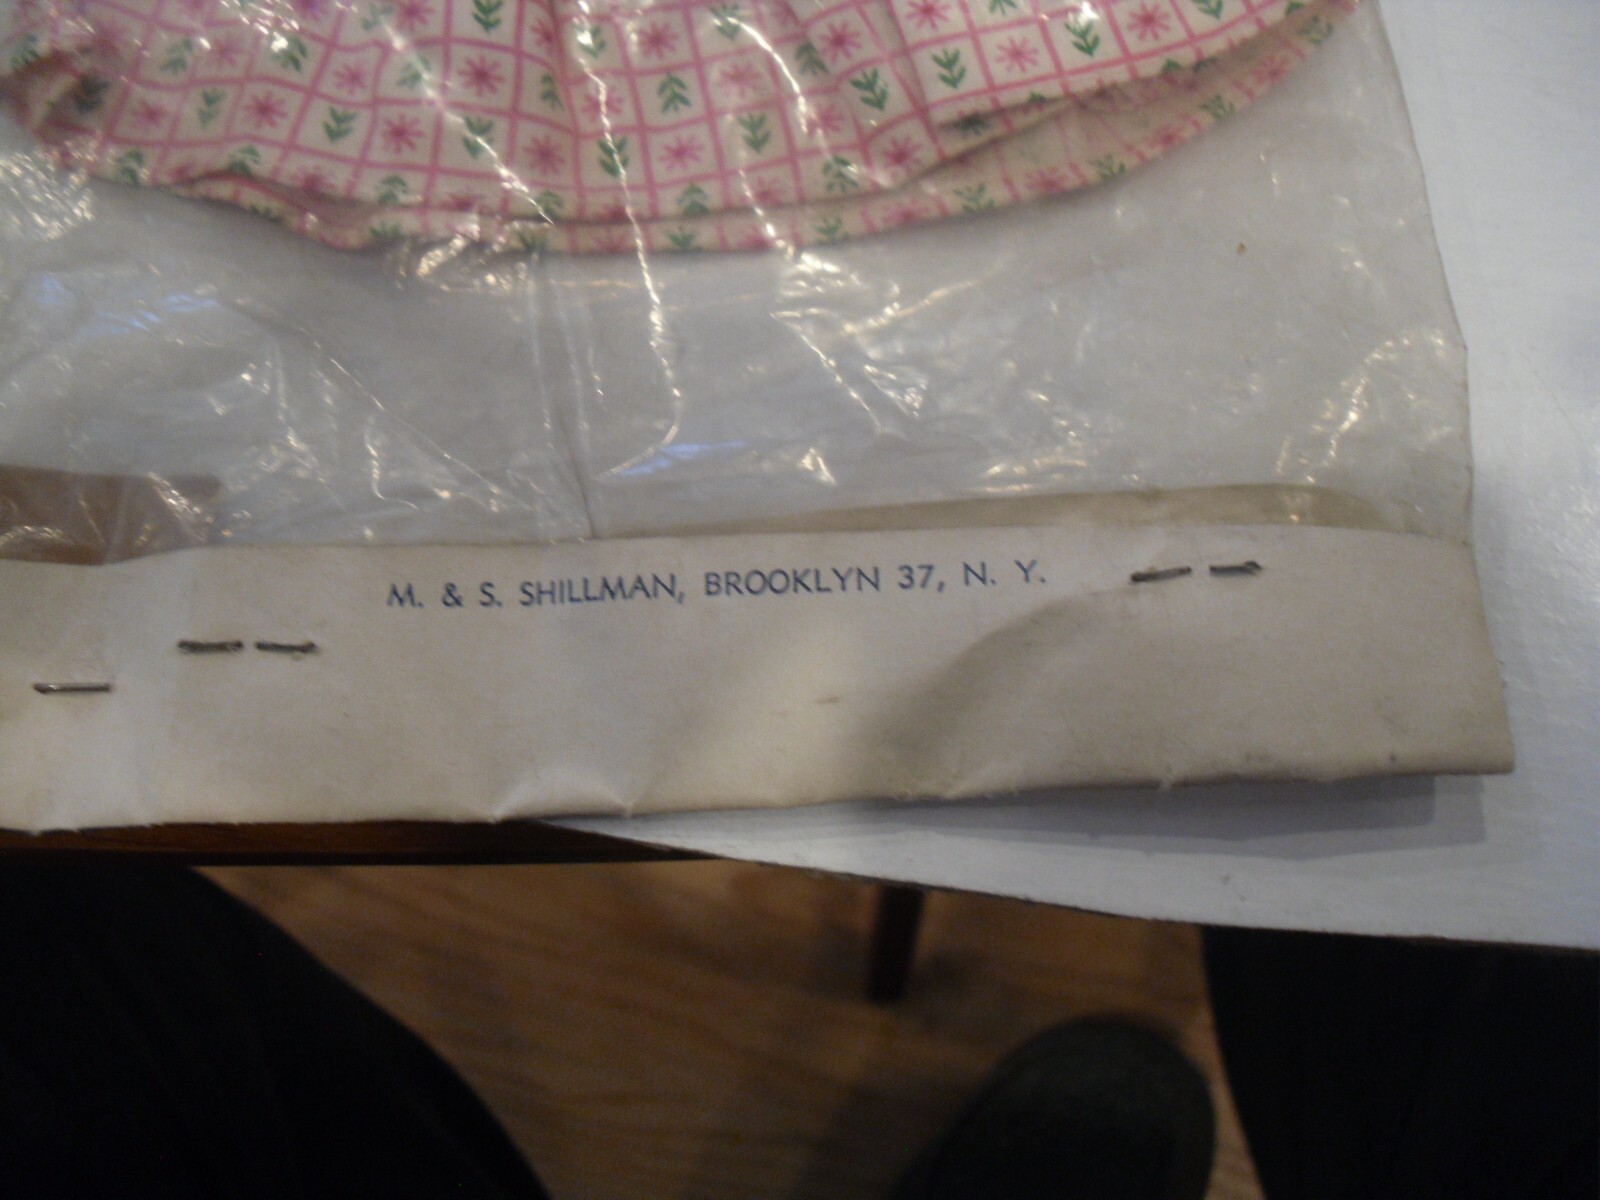 M. & S. SHILLMAN, BROOKLYN 37, N. Y.